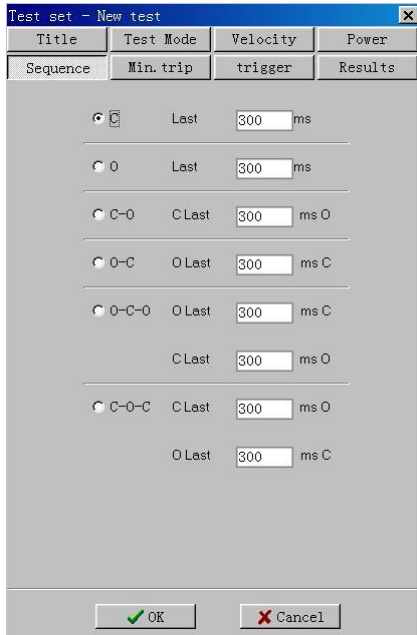 Test set - New test
Title Test Mode Velocity Power
Sequence Min. trip trigger Results
C Last 300 ms
O Last 300 ms
C-O C Last 300 ms O
O-C O Last 300 ms C
O-C-O O Last 300 ms C
C Last 300 ms O
C-O-C C Last 300 ms O
O Last 300 ms C
OK Cancel